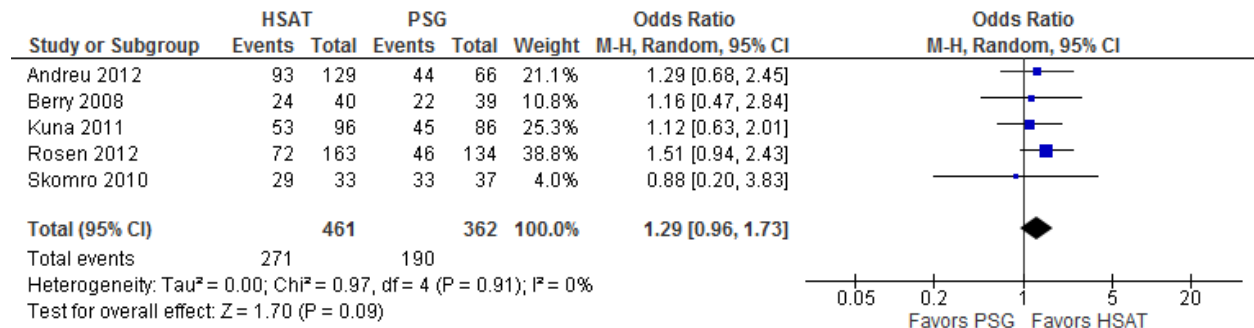 HSAT PSG Odds Ratio Odds Ratio
Study or Subgroup Events Total Events Total Weight M-H, Random, 95% CI M-H, Random, 95% CI
Andreu 2012 93 129 44 66 21.1% 1.29 [0.68, 2.45]
Berry 2008 24 40 22 39 10.8% 1.16 [0.47, 2.84]
Kuna 2011 53 96 45 86 25.3% 1.12 [0.63, 2.01]
Rosen 2012 72 163 46 134 38.8% 1.51 [0.94, 2.43]
Skomro 2010 29 33 33 37 4.0% 0.88 [0.20, 3.83]
Total (95% CI) 461 362 100.0% 1.29 [0.96, 1.73]
Total events 271 190
Heterogeneity: Tau² = 0.00; Chi² = 0.97, df = 4 (P = 0.91); I² = 0%
Test for overall effect: Z = 1.70 (P = 0.09)
0.05 0.2 1 5 20
Favors PSG Favors HSAT